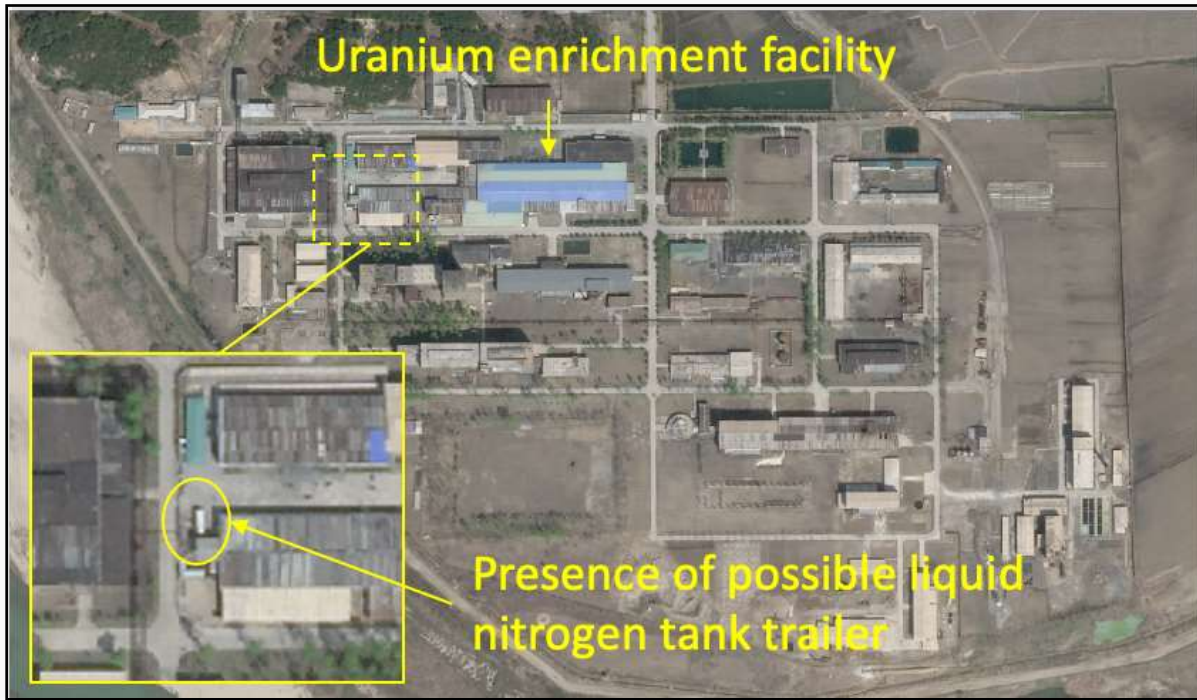 Uranium enrichment facility
Presence of possible liquid
nitrogen tank trailer